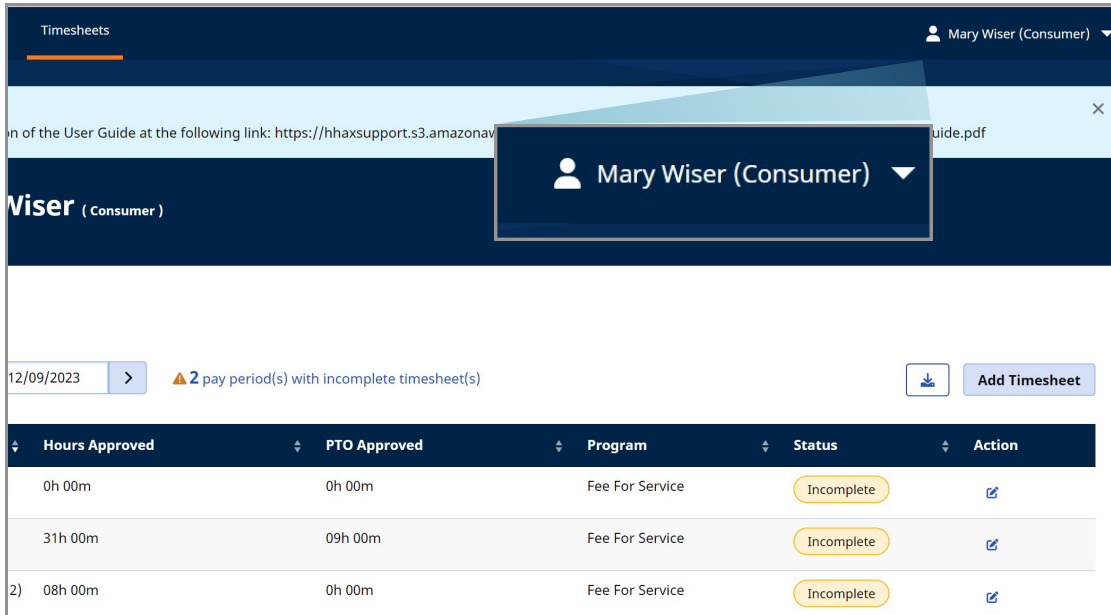 Timesheets
Mary Wiser (Consumer)
on of the User Guide at the following link: https://hhaxsupport.s3.amazonaw
uide.pdf
Mary Wiser (Consumer)
Wiser ( Consumer )
12/09/2023
2 pay period(s) with incomplete timesheet(s)
Add Timesheet
Hours Approved PTO Approved Program Status Action
0h 00m 0h 00m Fee For Service Incomplete
31h 00m 09h 00m Fee For Service Incomplete
2) 08h 00m 0h 00m Fee For Service Incomplete